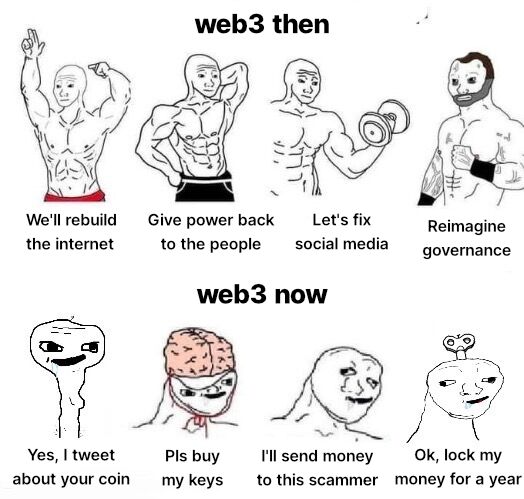 web3 then
We'll rebuild
the internet
Give power back
to the people
Let's fix
social media
Reimagine
governance
web3 now
Yes, I tweet
about your coin
Pls buy
my keys
I'll send money
to this scammer
Ok, lock my
money for a year